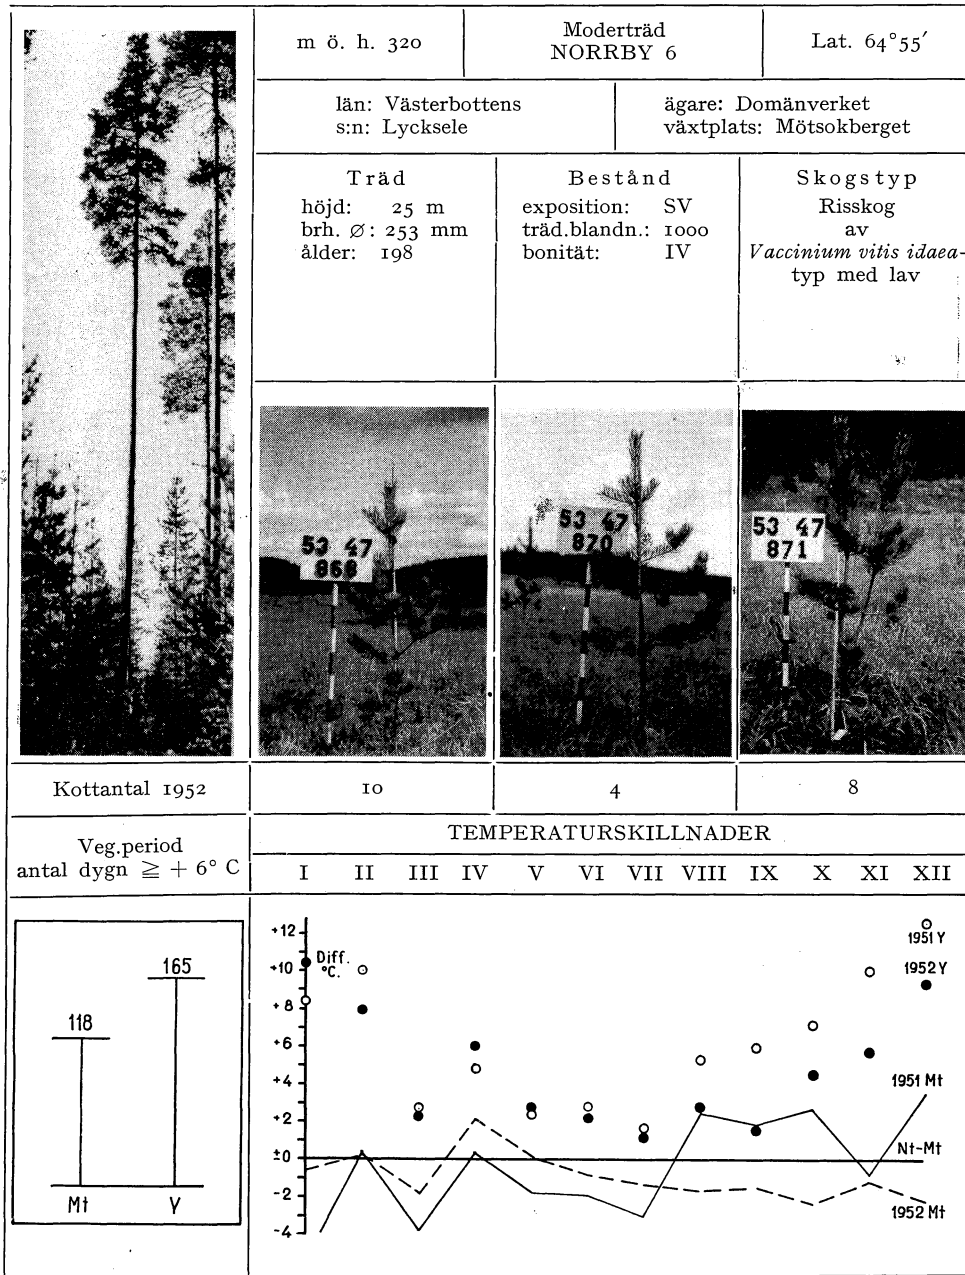 m ö. h. 320
Moderträd
NORRBY 6
Lat. 64°55′
län: Västerbottens
s:n: Lycksele
ägare: Domänverket
växtplats: Mötsokberget
Träd
höjd: 25 m
brh. Ø: 253 mm
ålder: 198
Bestånd
exposition: SV
träd.blandn.: 1000
bonität: IV
Skogstyp
Risskog
av
Vaccinium vitis idaea-
typ med lav
53 47
868
53 47
870
53 47
871
Kottantal 1952
10
4
8
Veg.period
antal dygn ≧ + 6° C
TEMPERATURSKILLNADER
I II III IV V VI VII VIII IX X XI XII
165
118
Mt
Y
+12
+10
+8
+6
+4
+2
±0
-2
-4
Diff.
°C.
1951 Y
1952 Y
1951 Mt
Nt-Mt
1952 Mt